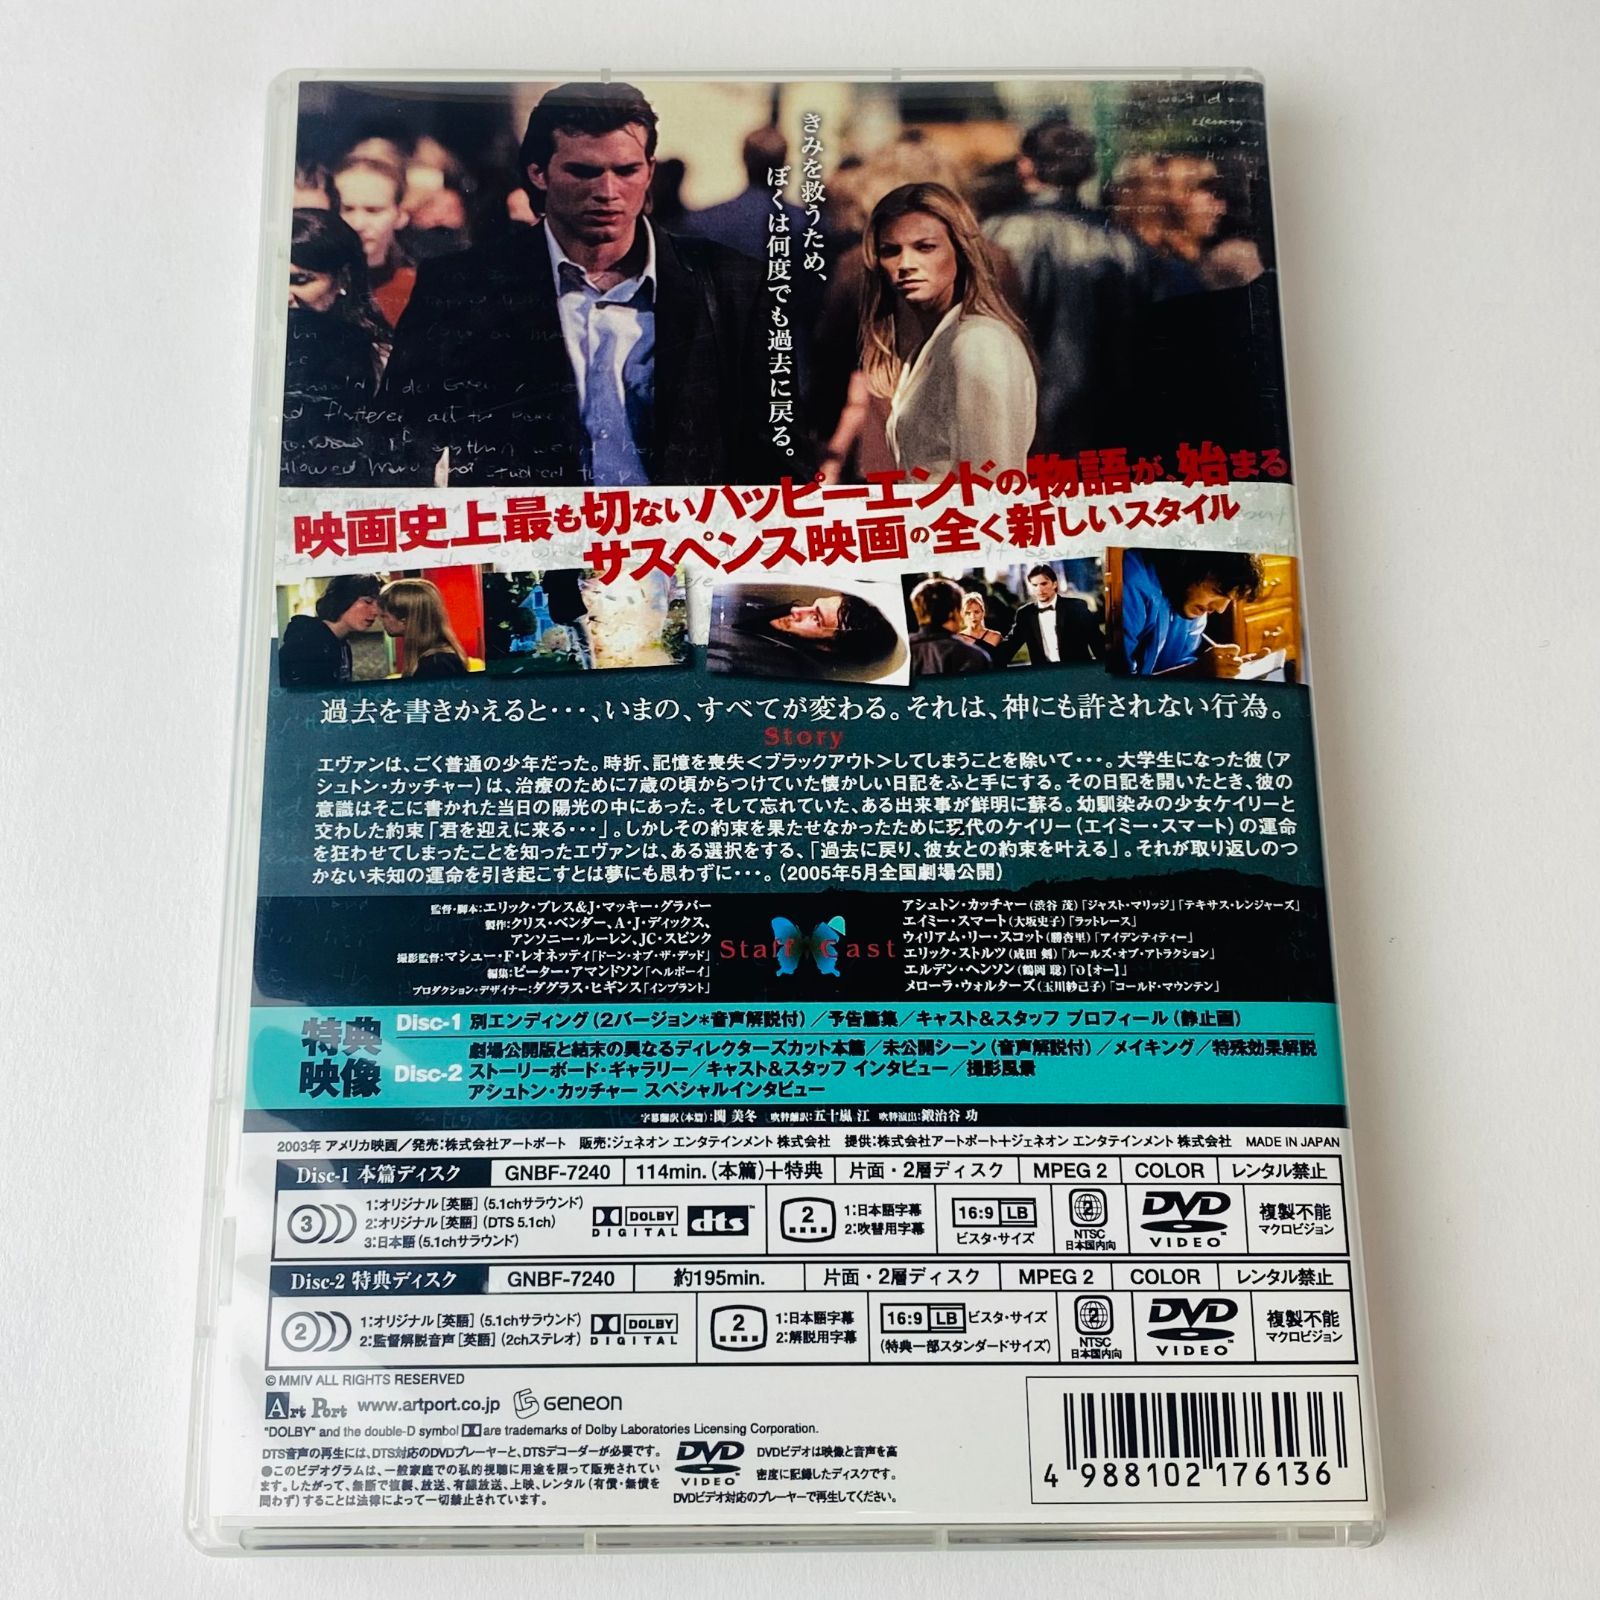 きみを救うため、
ぼくは何度でも過去に戻る。
映画史上最も切ないハッピーエンドの物語が、始まる
サスペンス映画の全く新しいスタイル
過去を書きかえると・・・、いまの、すべてが変わる。それは、神にも許されない行為。
Story
エヴァンは、ごく普通の少年だった。時折、記憶を喪失<ブラックアウト>してしまうことを除いて・・・。大学生になった彼(ア
シュトン・カッチャー)は、治療のために7歳の頃からつけていた懐かしい日記をふと手にする。その日記を開いたとき、彼の
意識はそこに書かれた当日の陽光の中にあった。そして忘れていた、ある出来事が鮮明に蘇る。幼馴染みの少女ケイリーと
交わした約束「君を迎えに来る・・・」。しかしその約束を果たせなかったために現代のケイリー(エイミー・スマート)の運命
を狂わせてしまったことを知ったエヴァンは、ある選択をする、「過去に戻り、彼女との約束を叶える」。それが取り返しのつ
かない未知の運命を引き起こすとは夢にも思わずに・・・。(2005年5月全国劇場公開)
監督・脚本:エリック・ブレス&J・マッキー・グラバー
製作:クリス・ベンダー、A・J・ディックス、
アンソニー・ルーレン、JC・スピンク
撮影監督:マシュー・F・レオネッティ「ドーン・オブ・ザ・デッド」
編集:ピーター・アマンドソン「ヘルボーイ」
プロダクション・デザイナー:ダグラス・ヒギンス「インプラント」
Staff Cast
アシュトン・カッチャー(渋谷 茂)「ジャスト・マリッジ」「テキサス・レンジャーズ」
エイミー・スマート(大坂史子)「ラットレース」
ウィリアム・リー・スコット(勝杏里)「アイデンティティー」
エリック・ストルツ(成田 剣)「ルールズ・オブ・アトラクション」
エルデン・ヘンソン(鶴岡 聡)「O[オー]」
メローラ・ウォルターズ(玉川紗己子)「コールド・マウンテン」
特典
映像
Disc-1 別エンディング(2バージョン*音声解説付)/予告篇集/キャスト&スタッフ プロフィール(静止画)
Disc-2 劇場公開版と結末の異なるディレクターズカット本篇/未公開シーン(音声解説付)/メイキング/特殊効果解説
ストーリーボード・ギャラリー/キャスト&スタッフ インタビュー/撮影風景
アシュトン・カッチャー スペシャルインタビュー
字幕翻訳(本篇):関 美冬 吹替翻訳:五十嵐 江 吹替演出:鍛治谷 功
2003年 アメリカ映画/発売:株式会社アートポート 販売:ジェネオン エンタテインメント 株式会社 提供:株式会社アートポート+ジェネオン エンタテインメント 株式会社 MADE IN JAPAN
Disc-1 本篇ディスク GNBF-7240 114min.(本篇)+特典 片面・2層ディスク MPEG 2 COLOR レンタル禁止
3 1:オリジナル[英語](5.1chサラウンド)
2:オリジナル[英語](DTS 5.1ch)
3:日本語(5.1chサラウンド)
DOLBY
DIGITAL
dts
2 1:日本語字幕
2:吹替用字幕
16:9 LB
ビスタ・サイズ
2
NTSC
日本国内向
DVD
VIDEO
複製不能
マクロビジョン
Disc-2 特典ディスク GNBF-7240 約195min. 片面・2層ディスク MPEG 2 COLOR レンタル禁止
2 1:オリジナル[英語](5.1chサラウンド)
2:監督解説音声[英語](2chステレオ)
DOLBY
DIGITAL
2 1:日本語字幕
2:解説用字幕
16:9 LB ビスタ・サイズ
(特典一部スタンダードサイズ)
2
NTSC
日本国内向
DVD
VIDEO
複製不能
マクロビジョン
© MMIV ALL RIGHTS RESERVED
Art Port www.artport.co.jp GENEON
"DOLBY" and the double-D symbol are trademarks of Dolby Laboratories Licensing Corporation.
DTS音声の再生には、DTS対応のDVDプレーヤーと、DTSデコーダーが必要です。
●このビデオグラムは、一般家庭での私的視聴に用途を限って販売されてい
ます。したがって、無断で複製、放送、有線放送、上映、レンタル(有償・無償を
問わず)することは法律によって一切禁止されています。
DVD
VIDEO
DVDビデオは映像と音声を高
密度に記録したディスクです。
DVDビデオ対応のプレーヤーで再生してください。
4 988102 176136